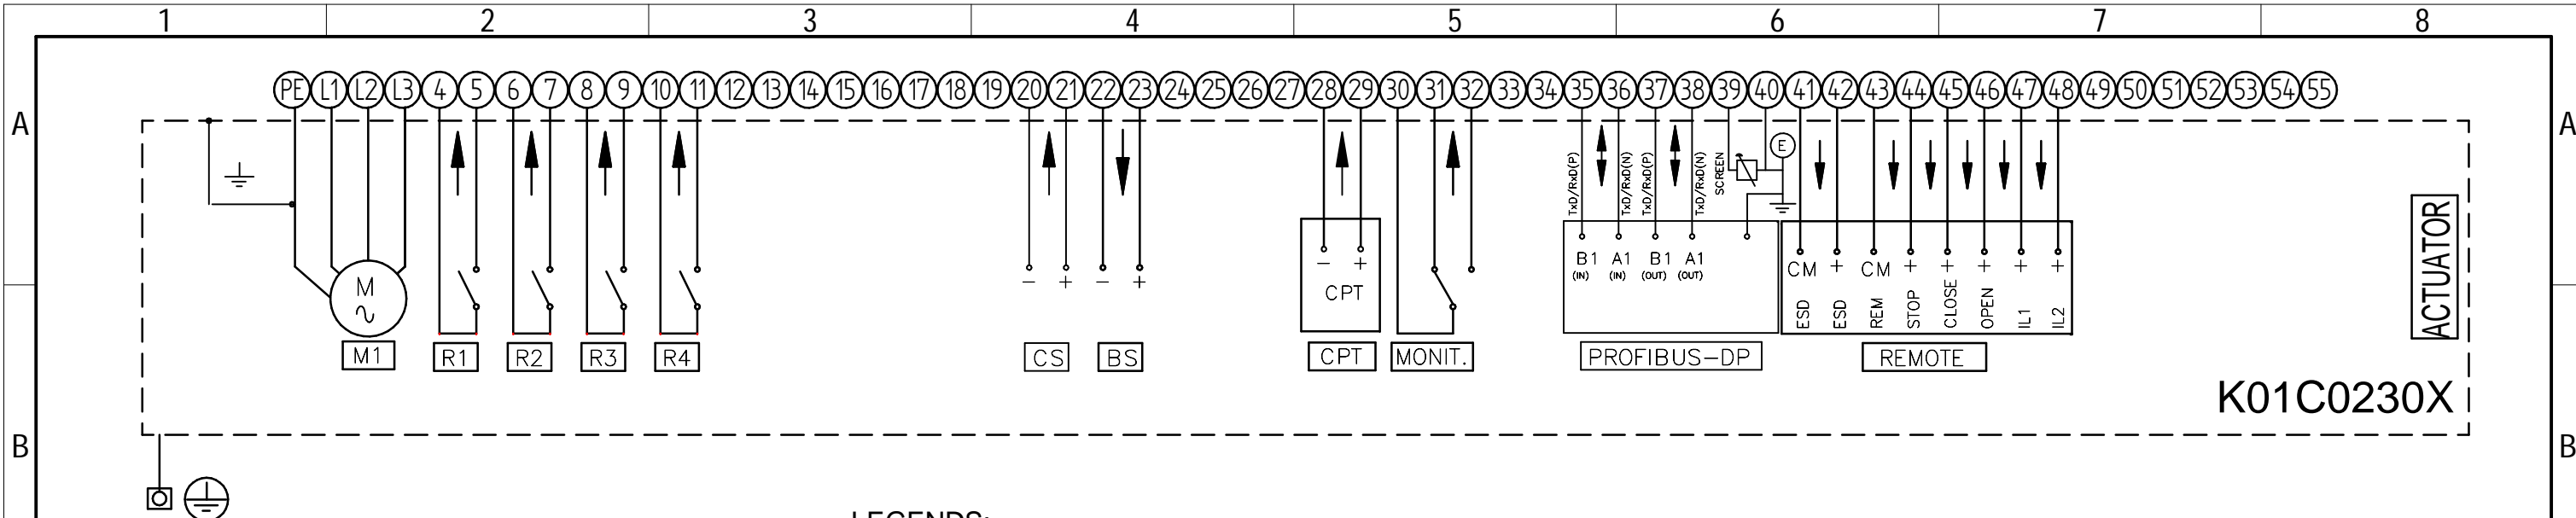 1 2 3 4 5 6 7 8
PE L1 L2 L3 4 5 6 7 8 9 10 11 12 13 14 15 16 17 18 19 20 21 22 23 24 25 26 27 28 29 30 31 32 33 34 35 36 37 38 39 40 41 42 43 44 45 46 47 48 49 50 51 52 53 54 55
A A
E
TxD/RxD(P) TxD/RxD(N) TxD/RxD(P) TxD/RxD(N) SCREEN
ACTUATOR
B1 A1 B1 A1
(IN) (IN) (OUT) (OUT)
CM + CM + + + + +
ESD ESD REM STOP CLOSE OPEN IL1 IL2
M
- + - +
- +
CPT
M1 R1 R2 R3 R4 CS BS CPT MONIT. PROFIBUS-DP REMOTE
K01C0230X
B B
LEGENDS: